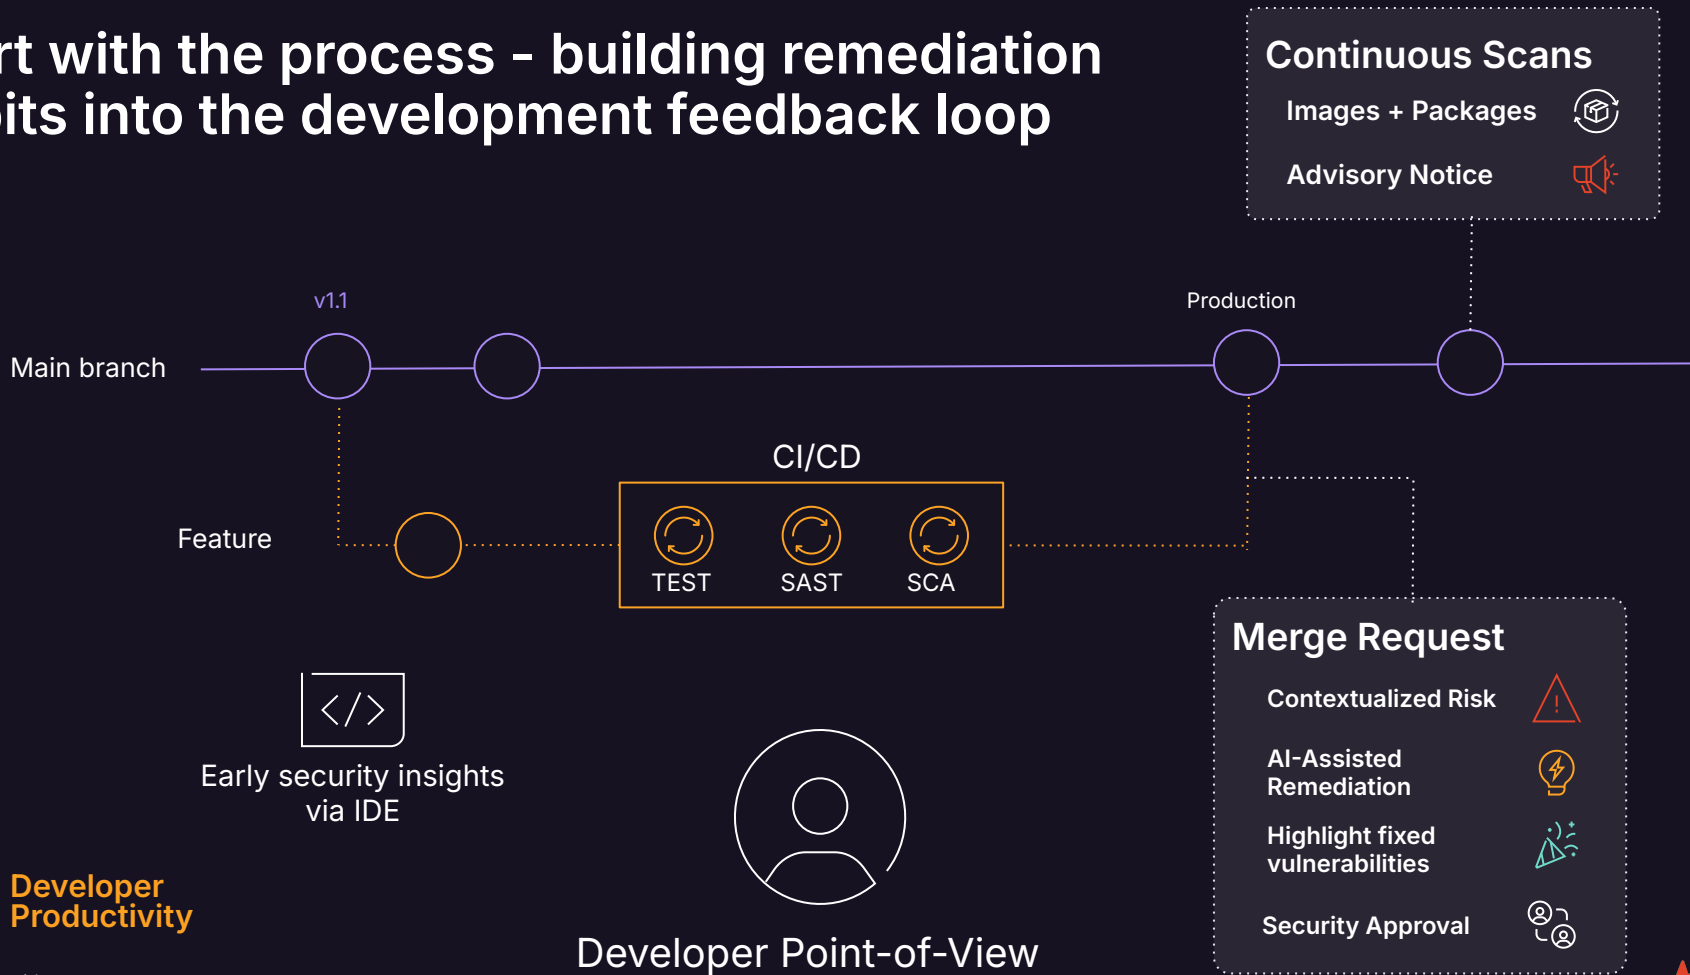 rt with the process - building remediation
bits into the development feedback loop
Continuous Scans
Images + Packages
Advisory Notice
v1.1
Production
Main branch
CI/CD
Feature
TEST
SAST
SCA
Merge Request
Contextualized Risk
AI-Assisted
Remediation
Highlight fixed
vulnerabilities
Security Approval
</>
Early security insights
via IDE
Developer
Productivity
Developer Point-of-View